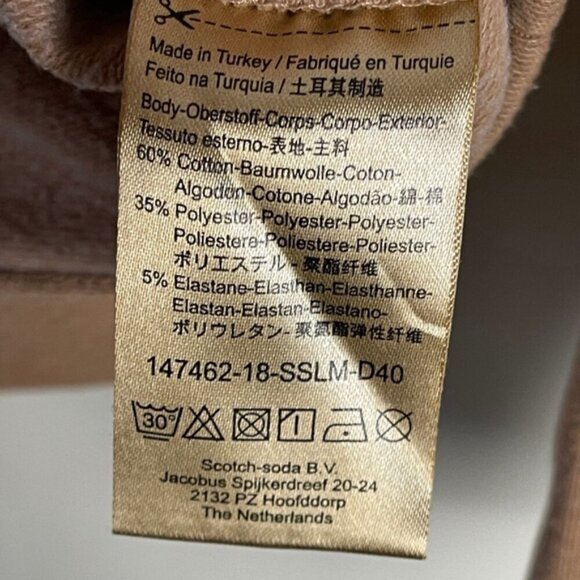 Made in Turkey / Fabriqué en Turquie
Feito na Turquia / 土耳其制造
Body-Oberstoff-Corps-Corpo-Exterior-
Tessuto esterno-表地-主料
60% Cotton-Baumwolle-Coton-
Algodon-Cotone-Algodão-綿-棉
35% Polyester-Polyester-Polyester-
Poliestere-Poliestere-Poliester-
ポリエステル-聚酯纤维
5% Elastane-Elasthan-Elasthanne-
Elastan-Elastan-Elastano-
ポリウレタン-聚氨酯弹性纤维
147462-18-SSLM-D40
30°
Scotch-soda B.V.
Jacobus Spijkerdreef 20-24
2132 PZ Hoofddorp
The Netherlands